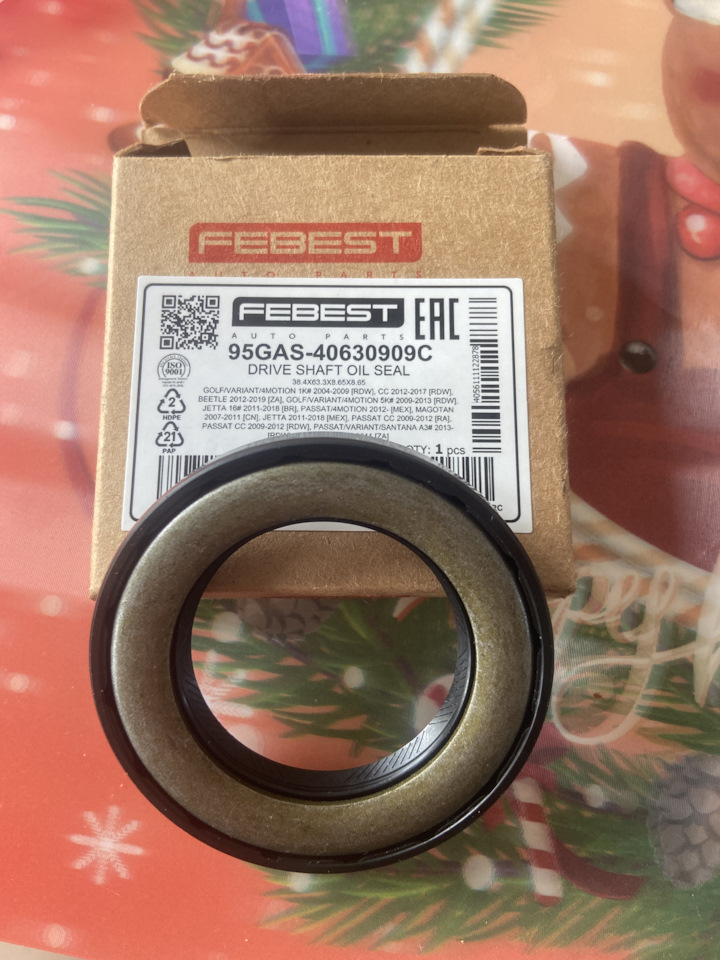 FEBEST
AUTO PARTS
FEBEST
AUTO PARTS
EAC
95GAS-40630909C
DRIVE SHAFT OIL SEAL
38.4X63.3X8.65X8.65
ISO
9001
GOLF/VARIANT/4MOTION 1K# 2004-2009 [RDW], CC 2012-2017 [RDW],
BEETLE 2012-2019 [ZA], GOLF/VARIANT/4MOTION 5K# 2009-2013 [RDW],
JETTA 16# 2011-2018 [BR], PASSAT/4MOTION 2012- [MEX], MAGOTAN
2007-2011 [CN], JETTA 2011-2018 [MEX], PASSAT CC 2009-2012 [RA],
PASSAT CC 2009-2012 [RDW], PASSAT/VARIANT/SANTANA A3# 2013-
2
HDPE
21
PAP
QTY: 1 pcs
4056111122878